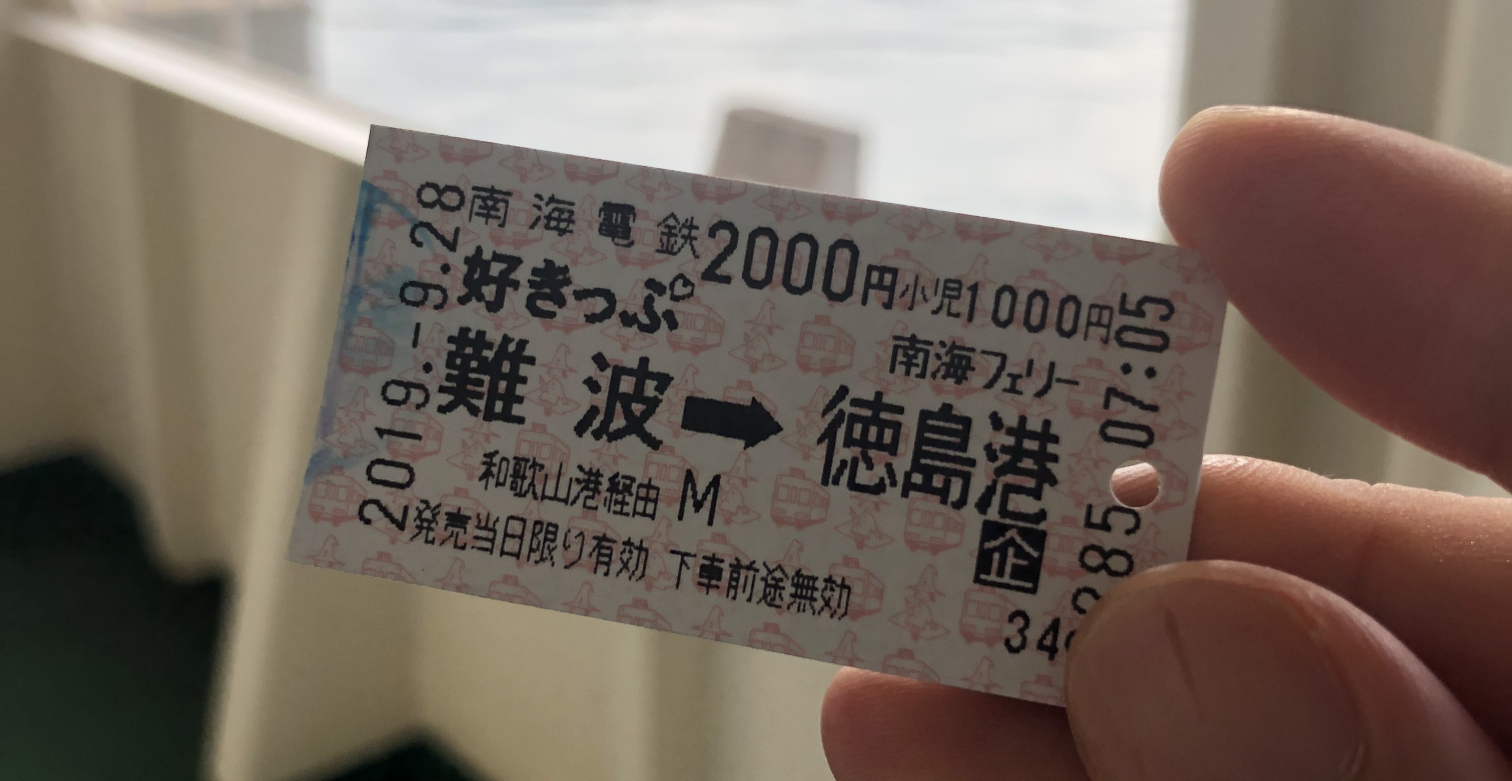 南海電鉄 2000円 小児1000円
好きっぷ 南海フェリー
難波➡徳島港
和歌山港経由 M
発売当日限り有効 下車前途無効
企
2019.-9.28
07:05